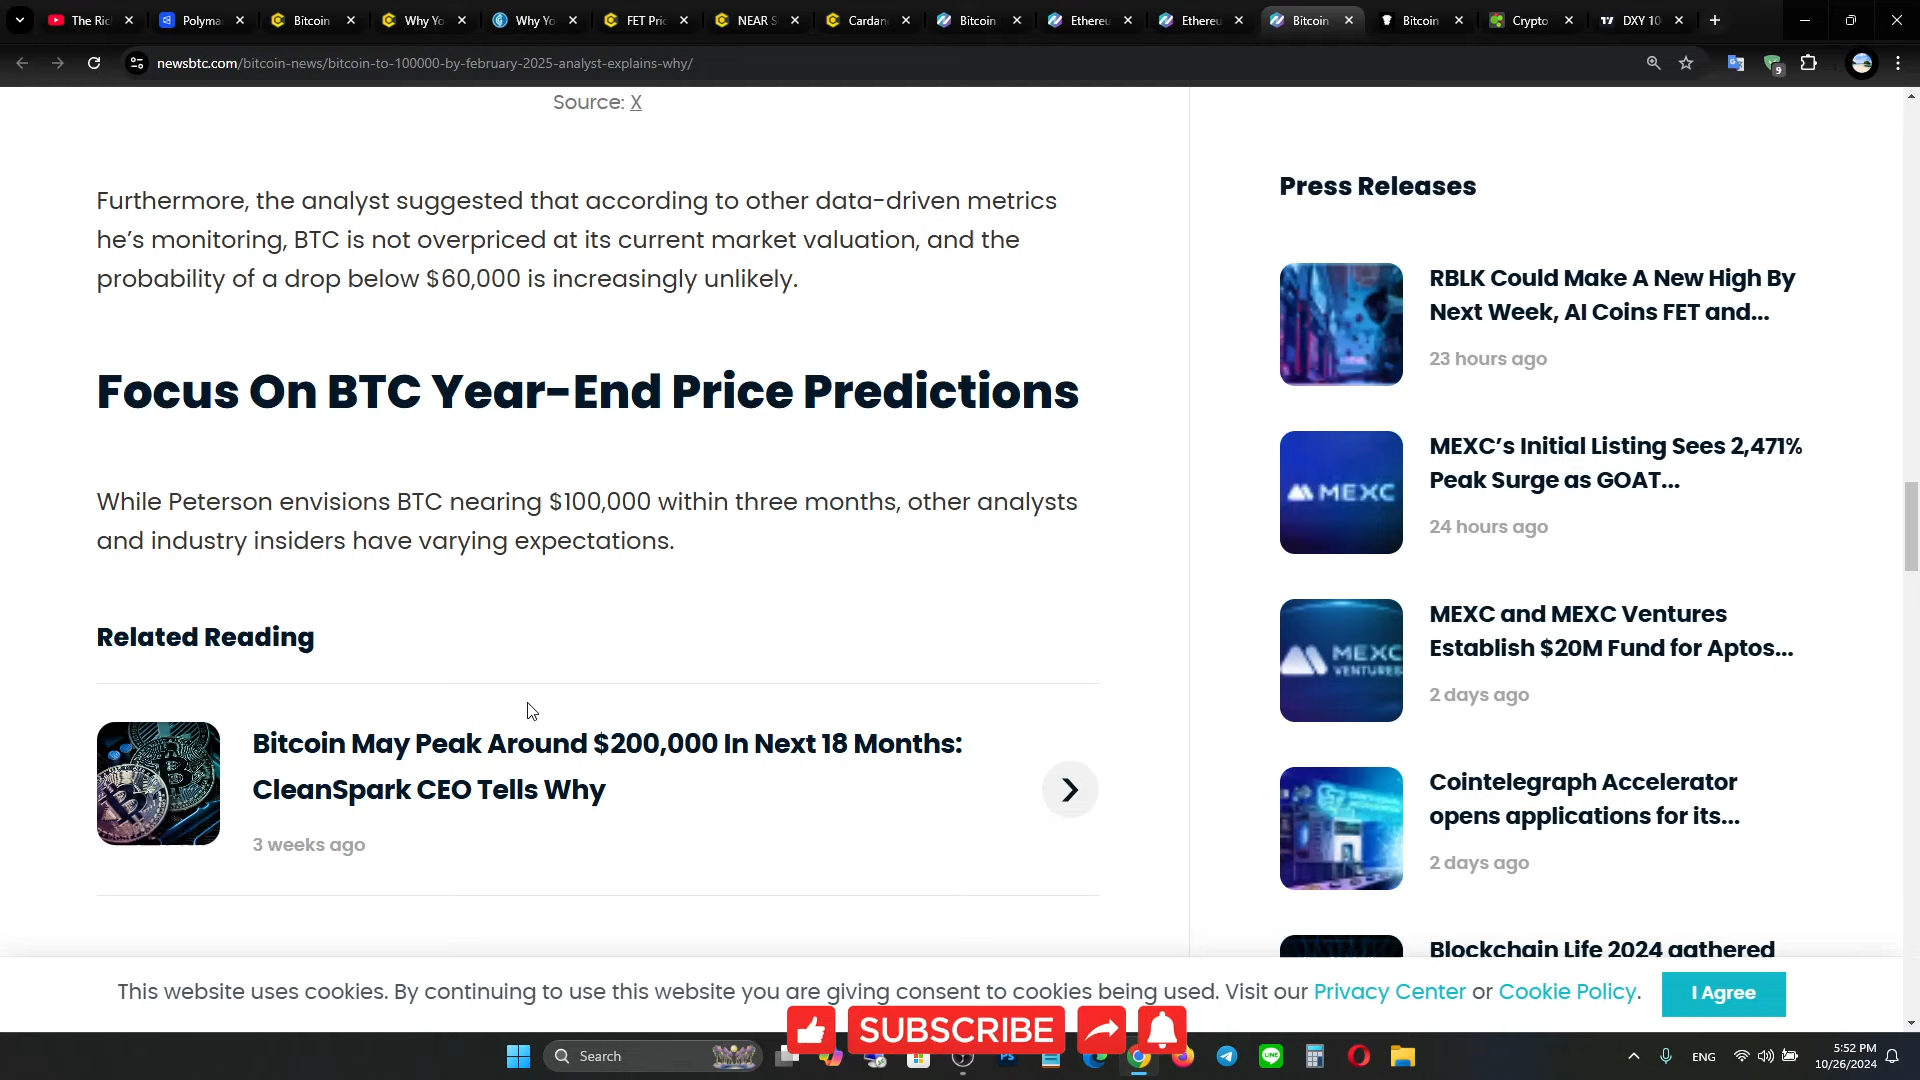 The Ric
Polyma
Bitcoin
Why Yo
Why Yo
FET Pric
NEAR S
Cardan
Bitcoin
Ethereu
Ethereu
Bitcoin
Bitcoin
Crypto
DXY 10
newsbtc.com/bitcoin-news/bitcoin-to-100000-by-february-2025-analyst-explains-why/
9
Source: X
Furthermore, the analyst suggested that according to other data-driven metrics
he’s monitoring, BTC is not overpriced at its current market valuation, and the
probability of a drop below $60,000 is increasingly unlikely.
Focus On BTC Year-End Price Predictions
While Peterson envisions BTC nearing $100,000 within three months, other analysts
and industry insiders have varying expectations.
Related Reading
Bitcoin May Peak Around $200,000 In Next 18 Months:
CleanSpark CEO Tells Why
3 weeks ago
Press Releases
RBLK Could Make A New High By
Next Week, AI Coins FET and...
23 hours ago
MEXC
MEXC’s Initial Listing Sees 2,471%
Peak Surge as GOAT...
24 hours ago
MEXC
VENTURES
MEXC and MEXC Ventures
Establish $20M Fund for Aptos...
2 days ago
Cointelegraph Accelerator
opens applications for its...
2 days ago
Blockchain Life 2024 gathered
This website uses cookies. By continuing to use this website you are giving consent to cookies being used. Visit our Privacy Center or Cookie Policy.
I Agree
SUBSCRIBE
Search
Ps
LINE
ENG
5:52 PM
10/26/2024